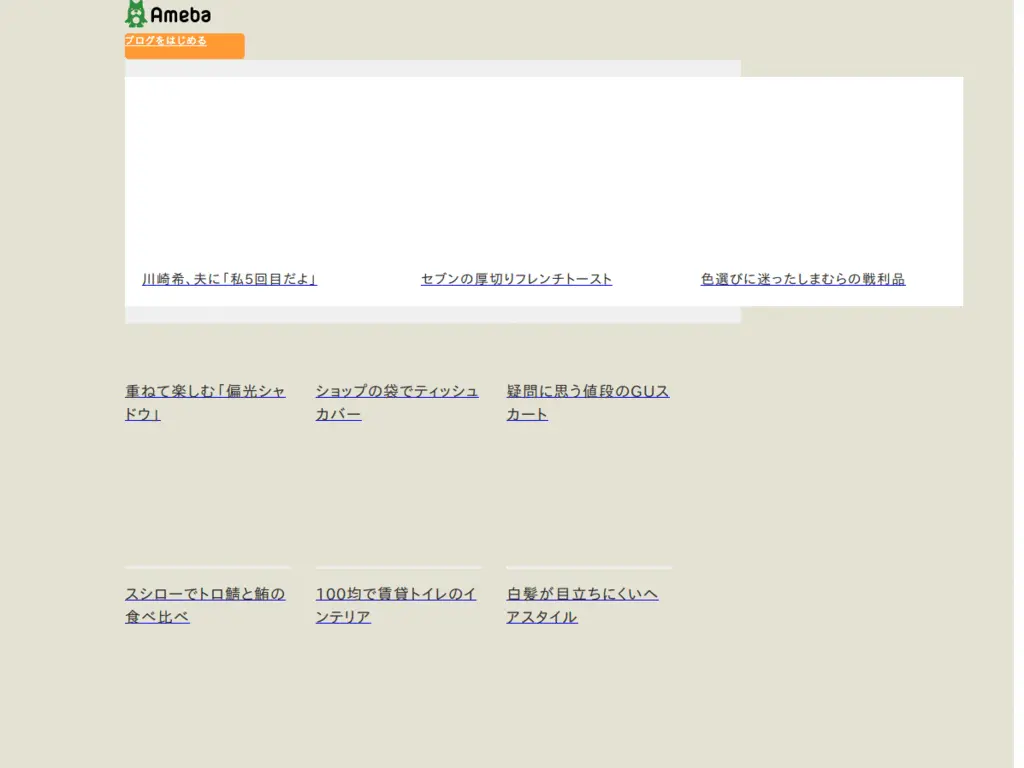 Ameba
ブログをはじめる
川崎希、夫に「私5回目だよ」
セブンの厚切りフレンチトースト
色選びに迷ったしまむらの戦利品
重ねて楽しむ「偏光シャ
ドウ」
ショップの袋でティッシュ
カバー
疑問に思う値段のGUス
カート
スシローでトロ鯖と鮪の
食べ比べ
100均で賃貸トイレのイ
ンテリア
白髪が目立ちにくいヘ
アスタイル